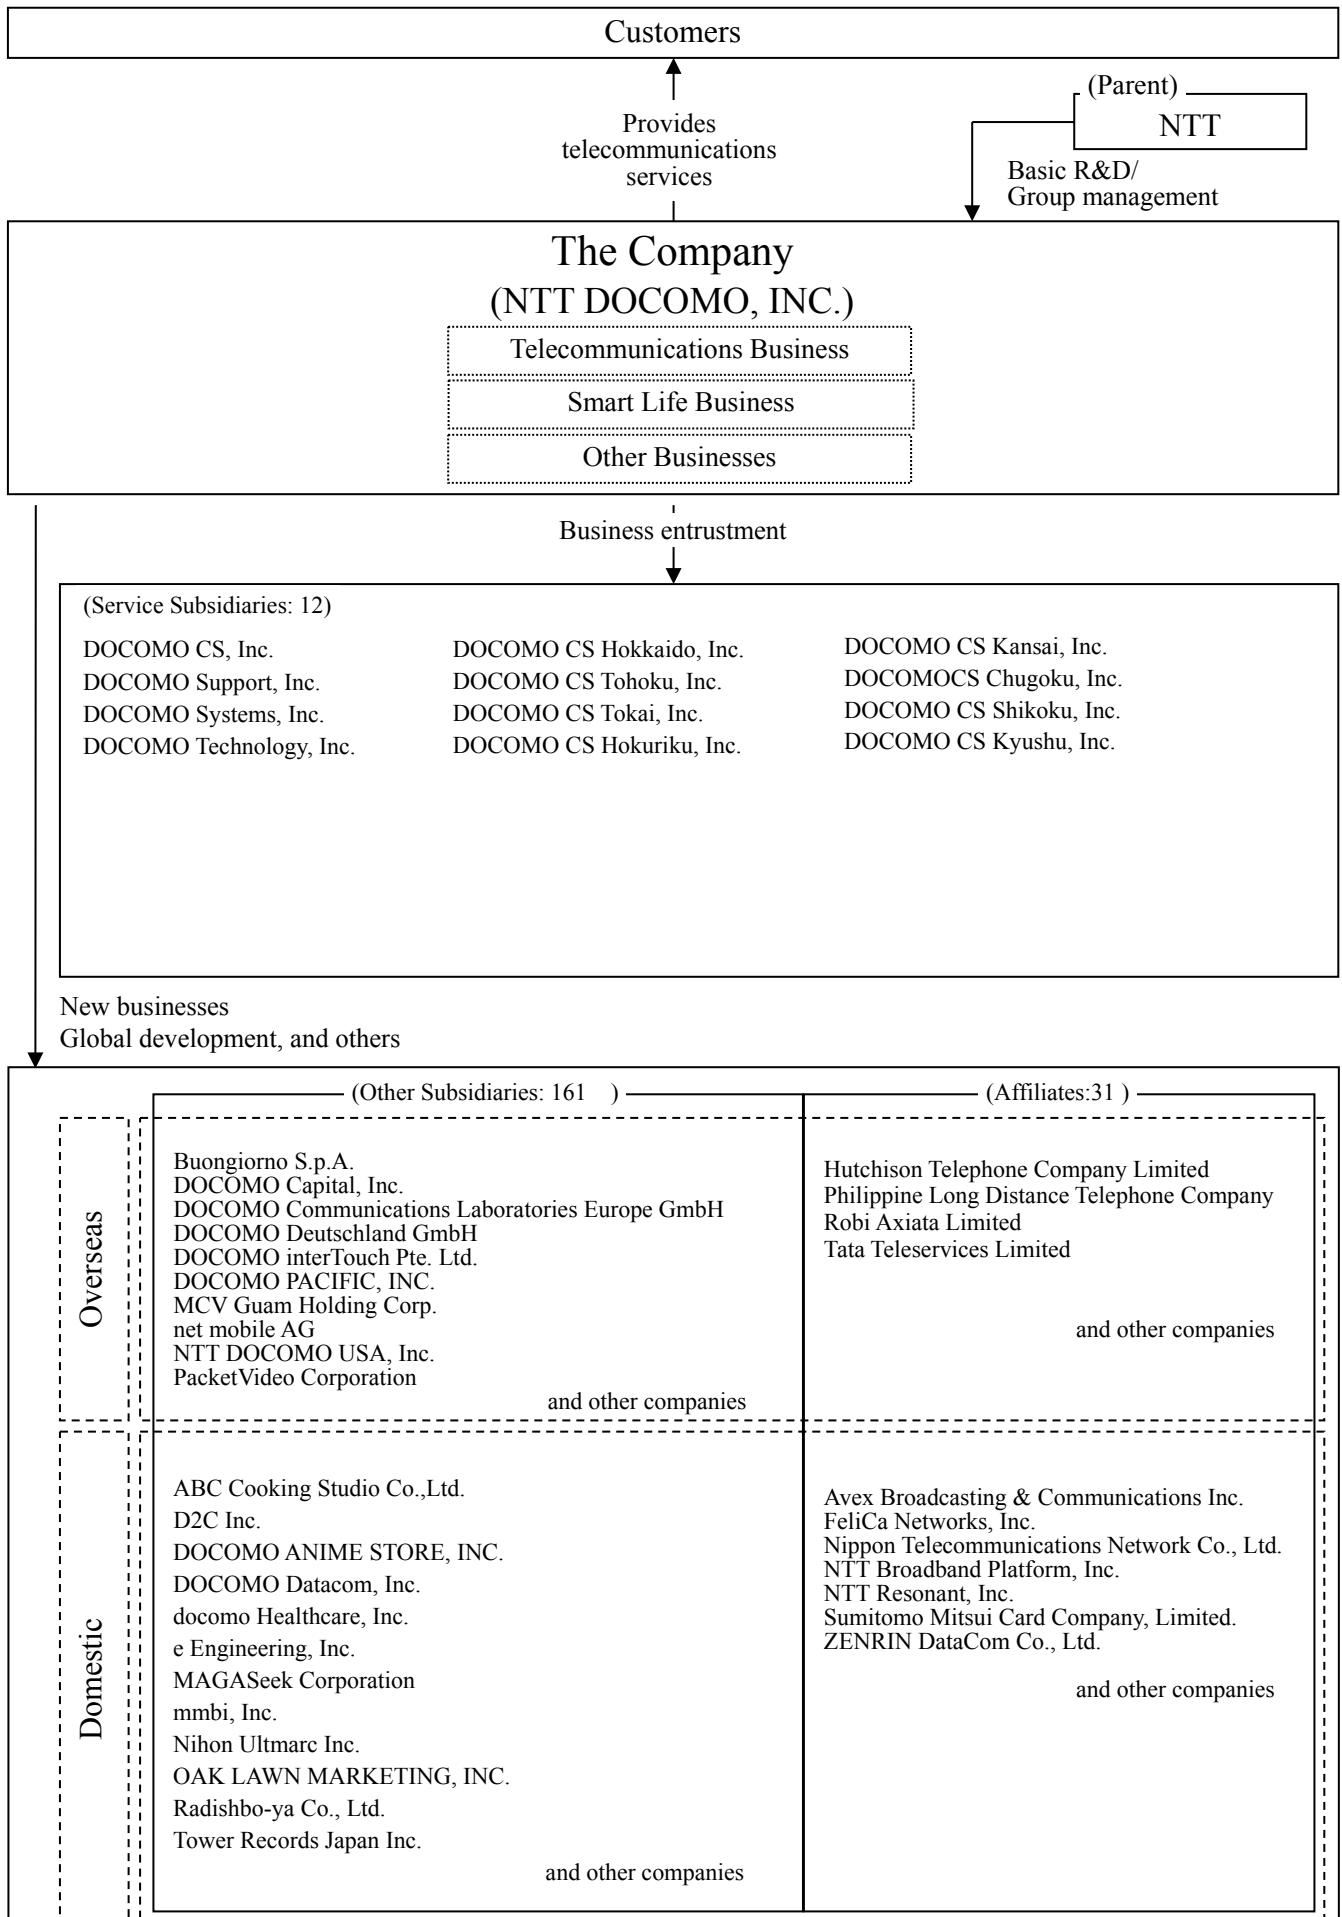 Customers
(Parent)
NTT
Provides
telecommunications
services
Basic R&D/
Group management
The Company
(NTT DOCOMO, INC.)
Telecommunications Business
Smart Life Business
Other Businesses
Business entrustment
(Service Subsidiaries: 12)
DOCOMO CS, Inc.
DOCOMO Support, Inc.
DOCOMO Systems, Inc.
DOCOMO Technology, Inc.
DOCOMO CS Hokkaido, Inc.
DOCOMO CS Tohoku, Inc.
DOCOMO CS Tokai, Inc.
DOCOMO CS Hokuriku, Inc.
DOCOMO CS Kansai, Inc.
DOCOMOCS Chugoku, Inc.
DOCOMO CS Shikoku, Inc.
DOCOMO CS Kyushu, Inc.
New businesses
Global development, and others
(Other Subsidiaries: 161 )
(Affiliates:31 )
Overseas
Buongiorno S.p.A.
DOCOMO Capital, Inc.
DOCOMO Communications Laboratories Europe GmbH
DOCOMO Deutschland GmbH
DOCOMO interTouch Pte. Ltd.
DOCOMO PACIFIC, INC.
MCV Guam Holding Corp.
net mobile AG
NTT DOCOMO USA, Inc.
PacketVideo Corporation
and other companies
Hutchison Telephone Company Limited
Philippine Long Distance Telephone Company
Robi Axiata Limited
Tata Teleservices Limited
and other companies
Domestic
ABC Cooking Studio Co.,Ltd.
D2C Inc.
DOCOMO ANIME STORE, INC.
DOCOMO Datacom, Inc.
docomo Healthcare, Inc.
e Engineering, Inc.
MAGASeek Corporation
mmbi, Inc.
Nihon Ultmarc Inc.
OAK LAWN MARKETING, INC.
Radishbo-ya Co., Ltd.
Tower Records Japan Inc.
and other companies
Avex Broadcasting & Communications Inc.
FeliCa Networks, Inc.
Nippon Telecommunications Network Co., Ltd.
NTT Broadband Platform, Inc.
NTT Resonant, Inc.
Sumitomo Mitsui Card Company, Limited.
ZENRIN DataCom Co., Ltd.
and other companies